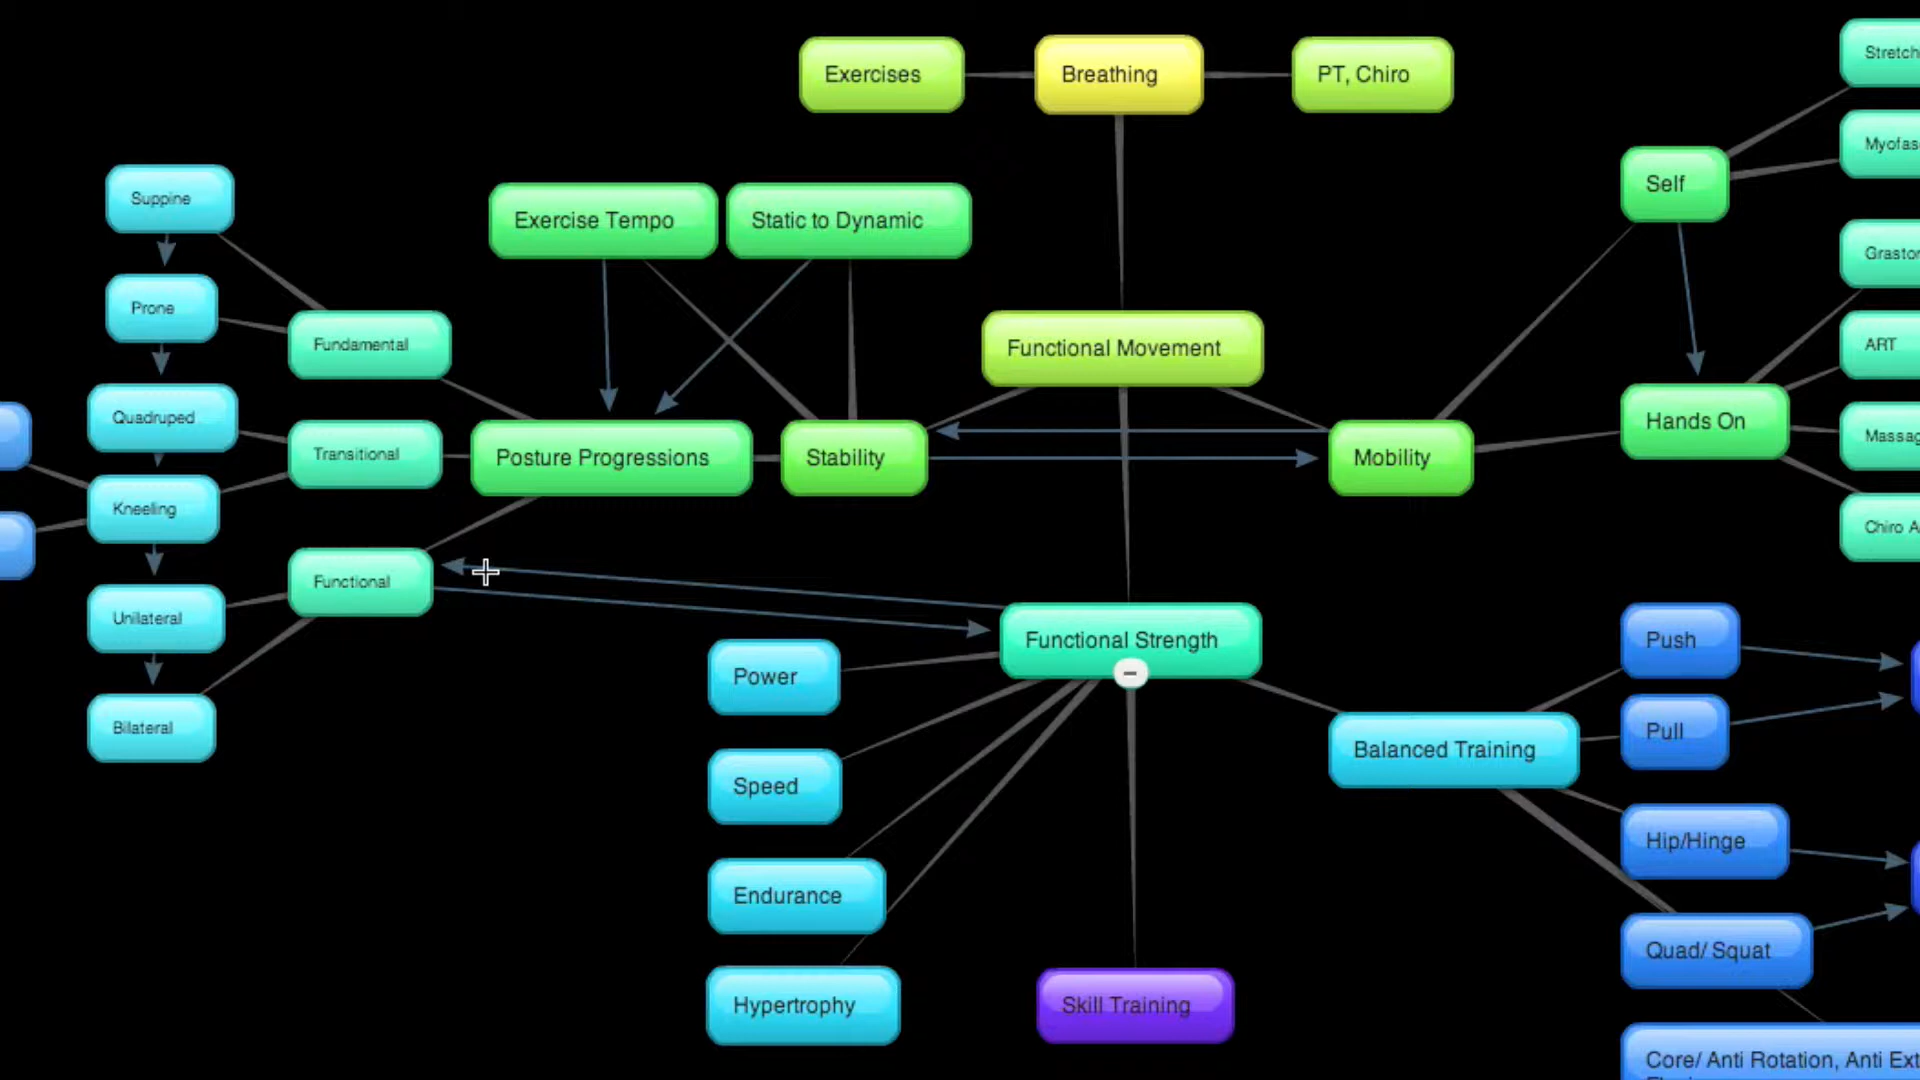 Exercises
Breathing
PT, Chiro
Stretch
Myofas
Self
Suppine
Exercise Tempo
Static to Dynamic
Grasto
Prone
Fundamental
Functional Movement
ART
Quadruped
Transitional
Posture Progressions
Stability
Mobility
Hands On
Massag
Kneeling
Chiro A
Functional
Unilateral
Functional Strength
Push
Power
Bilateral
Pull
Balanced Training
Speed
Hip/Hinge
Endurance
Quad/ Squat
Hypertrophy
Skill Training
Core/ Anti Rotation, Anti Ext